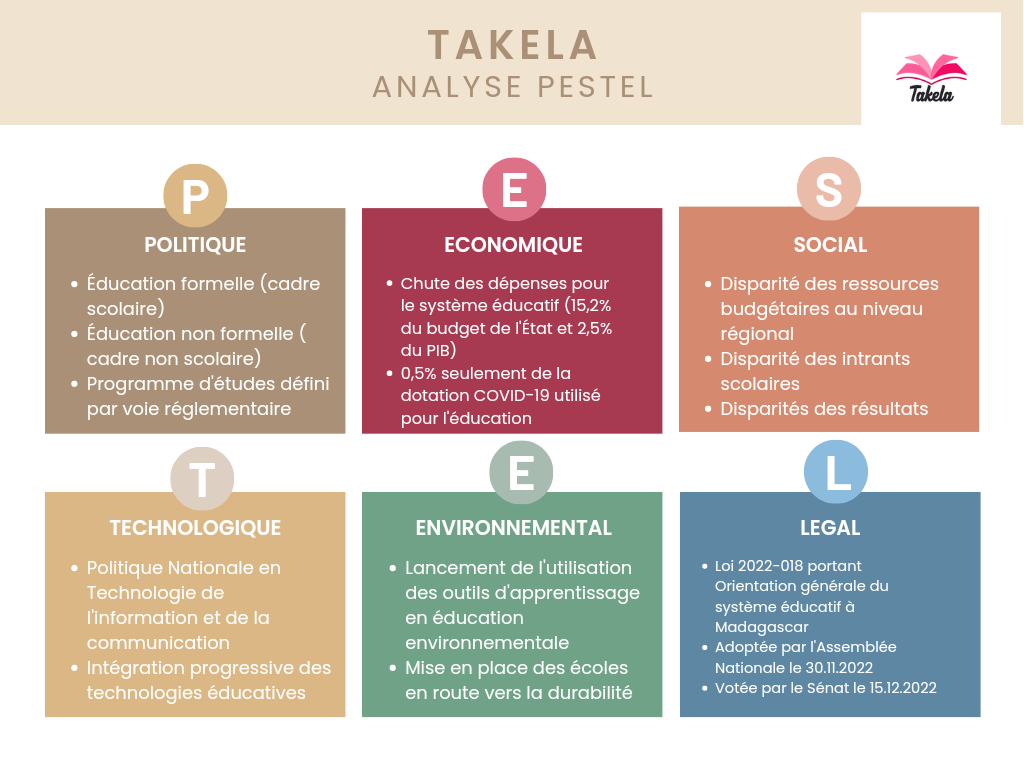 TAKELA
ANALYSE PESTEL
Takela
P
POLITIQUE
• Éducation formelle (cadre
scolaire)
• Éducation non formelle (
cadre non scolaire)
• Programme d'études défini
par voie réglementaire
E
ECONOMIQUE
• Chute des dépenses pour
le système éducatif (15,2%
du budget de l'État et 2,5%
du PIB)
• 0,5% seulement de la
dotation COVID-19 utilisé
pour l'éducation
S
SOCIAL
• Disparité des ressources
budgétaires au niveau
régional
• Disparité des intrants
scolaires
• Disparités des résultats
T
TECHNOLOGIQUE
• Politique Nationale en
Technologie de
l'information et de la
communication
• Intégration progressive des
technologies éducatives
E
ENVIRONNEMENTAL
• Lancement de l'utilisation
des outils d'apprentissage
en éducation
environnementale
• Mise en place des écoles
en route vers la durabilité
L
LEGAL
• Loi 2022-018 portant
Orientation générale du
système éducatif à
Madagascar
• Adoptée par l'Assemblée
Nationale le 30.11.2022
• Votée par le Sénat le 15.12.2022